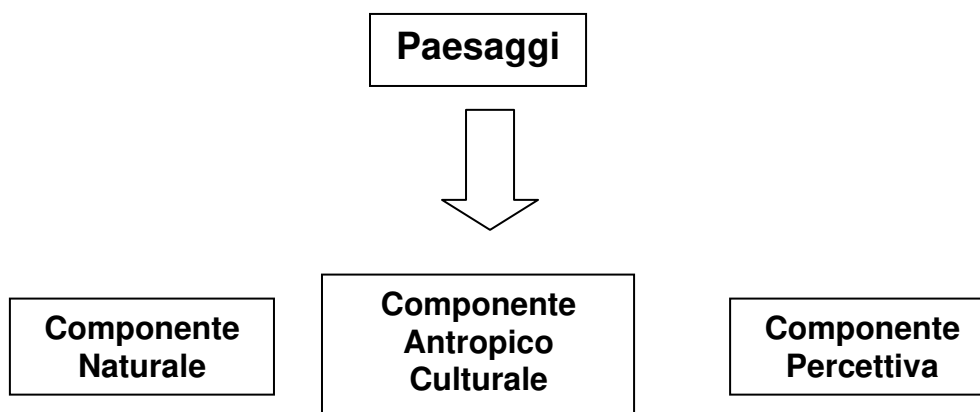 Paesaggi
Componente
Naturale
Componente
Antropico
Culturale
Componente
Percettiva